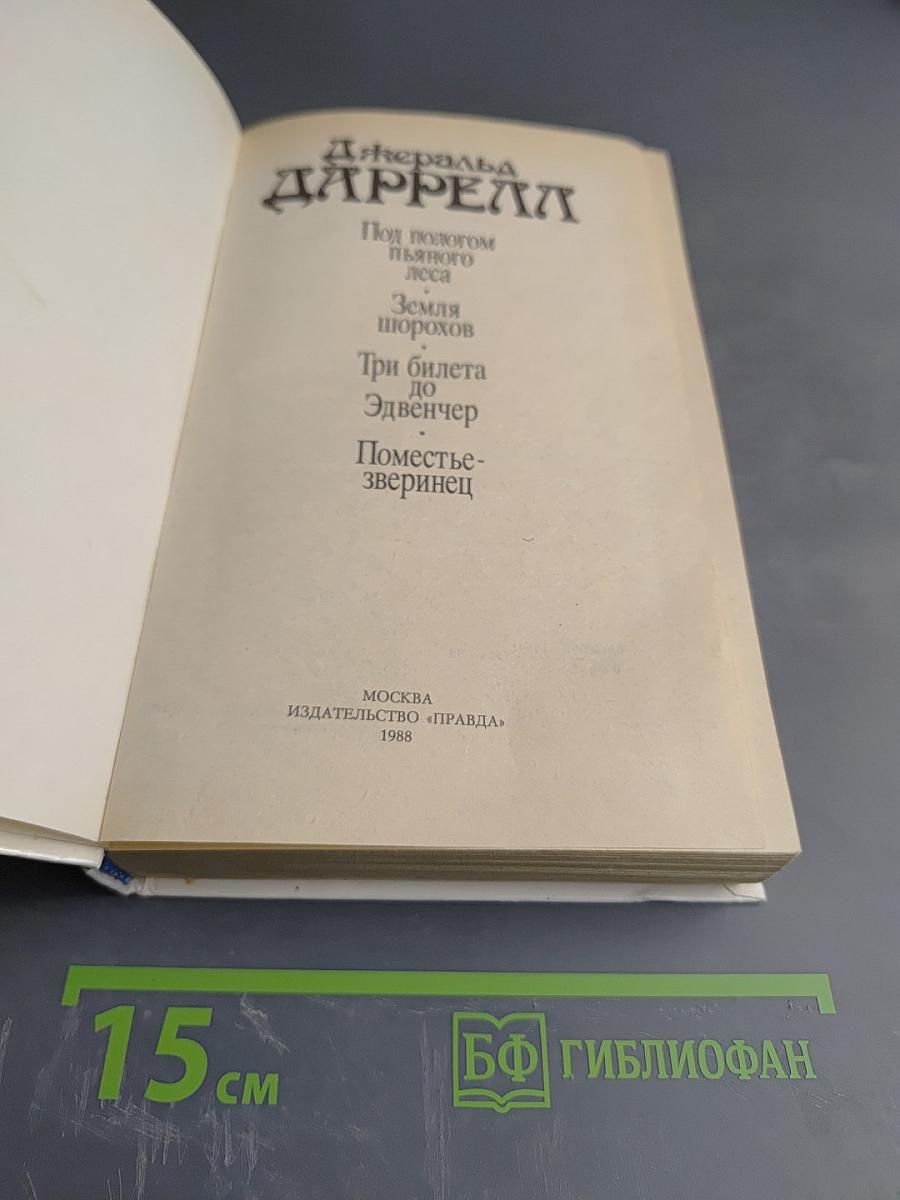 Джеральд
ДАРРЕЛЛ
Под пологом
пьяного
леса
Земля
шорохов
Три билета
до
Эдвенчер
Поместье-
зверинец
МОСКВА
ИЗДАТЕЛЬСТВО «ПРАВДА»
1988
15 см
БФ ГИБЛИОФАН